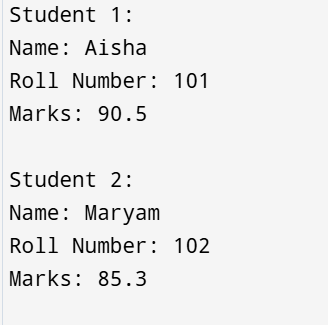 Student 1:
Name: Aisha
Roll Number: 101
Marks: 90.5

Student 2:
Name: Maryam
Roll Number: 102
Marks: 85.3